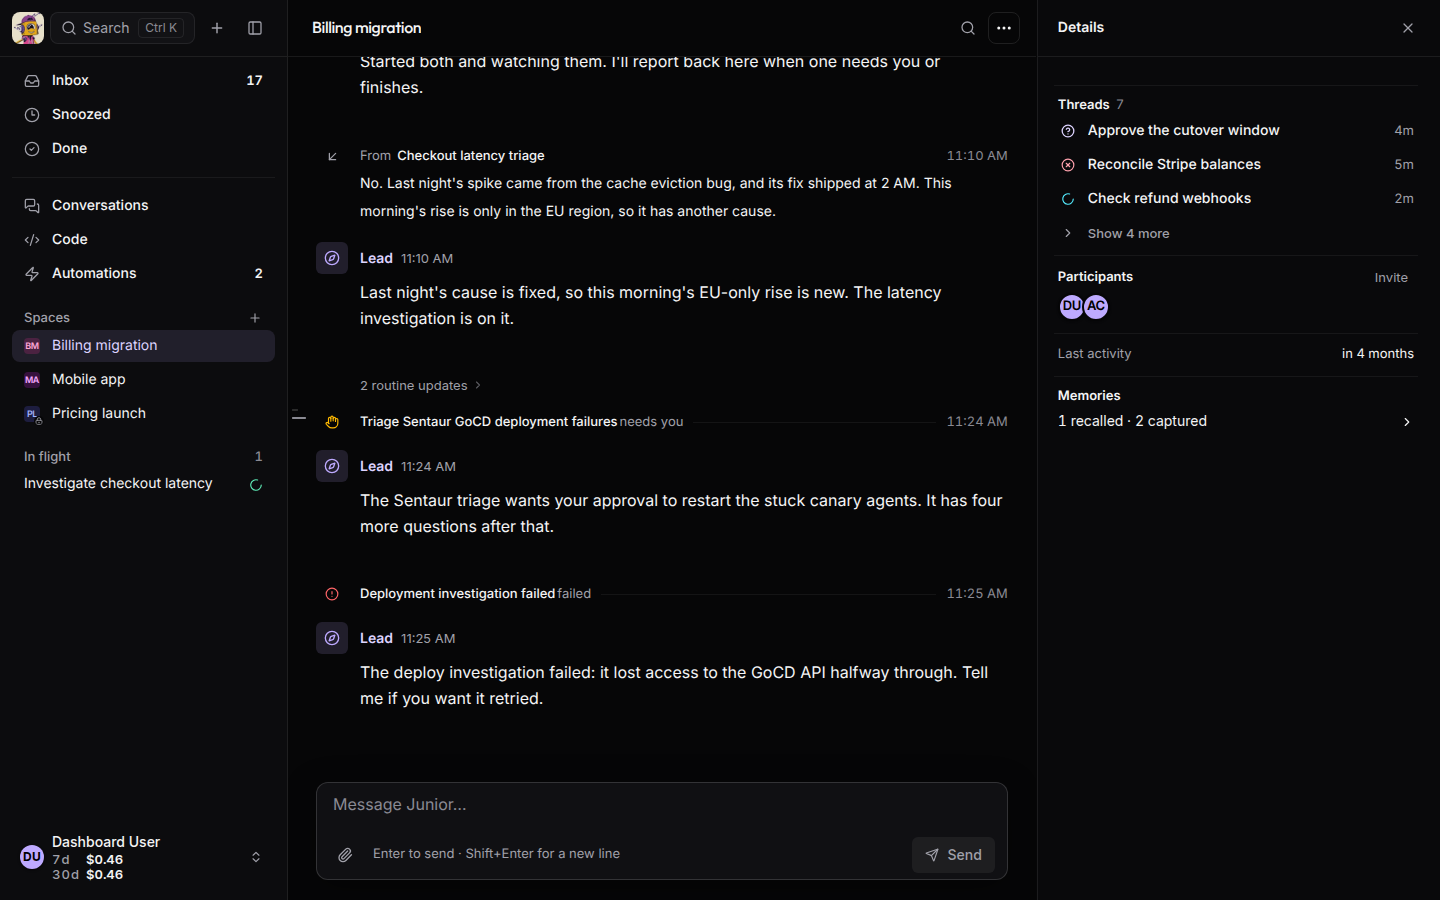 Search
Ctrl K
Inbox
17
Snoozed
Done
Conversations
Code
Automations
2
Spaces
BM
Billing migration
MA
Mobile app
PL
Pricing launch
In flight
1
Investigate checkout latency
DU
Dashboard User
7d $0.46
30d $0.46
Billing migration
Started both and watching them. I'll report back here when one needs you or
finishes.
From Checkout latency triage
11:10 AM
No. Last night's spike came from the cache eviction bug, and its fix shipped at 2 AM. This
morning's rise is only in the EU region, so it has another cause.
Lead 11:10 AM
Last night's cause is fixed, so this morning's EU-only rise is new. The latency
investigation is on it.
2 routine updates
Triage Sentaur GoCD deployment failures needs you
11:24 AM
Lead 11:24 AM
The Sentaur triage wants your approval to restart the stuck canary agents. It has four
more questions after that.
Deployment investigation failed failed
11:25 AM
Lead 11:25 AM
The deploy investigation failed: it lost access to the GoCD API halfway through. Tell
me if you want it retried.
Message Junior...
Enter to send · Shift+Enter for a new line
Send
Details
Threads 7
Approve the cutover window
4m
Reconcile Stripe balances
5m
Check refund webhooks
2m
Show 4 more
Participants
Invite
DU
AC
Last activity
in 4 months
Memories
1 recalled · 2 captured